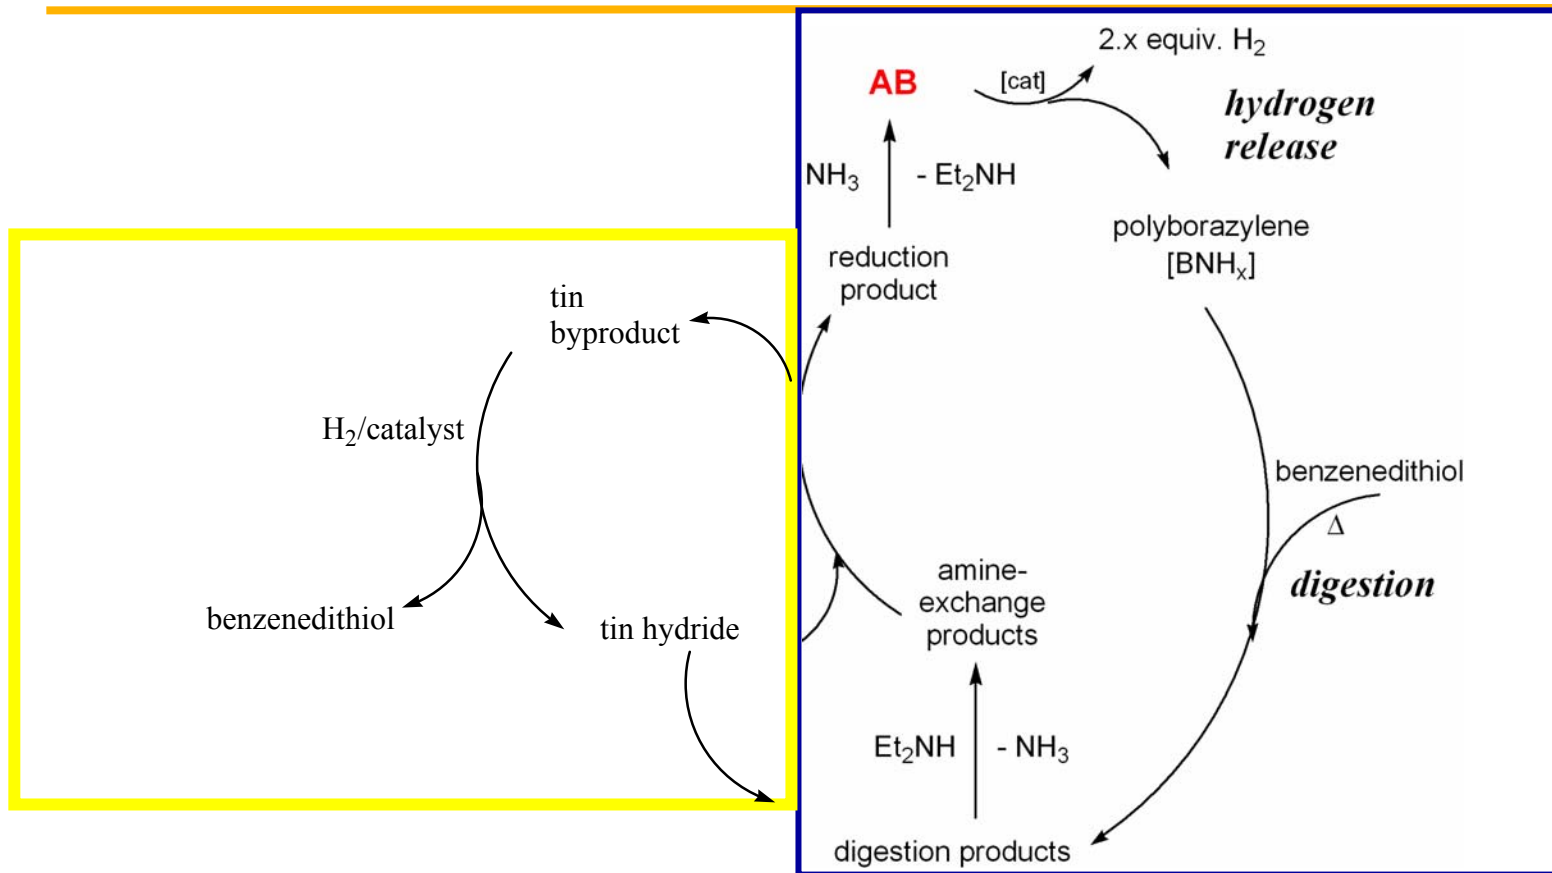 2.x equiv. H₂
AB
[cat]
hydrogen
release
NH₃
- Et₂NH
polyborazylene
[BNHₓ]
reduction
product
tin
byproduct
H₂/catalyst
benzenedithiol
Δ
digestion
amine-
exchange
products
benzenedithiol
tin hydride
Et₂NH
- NH₃
digestion products